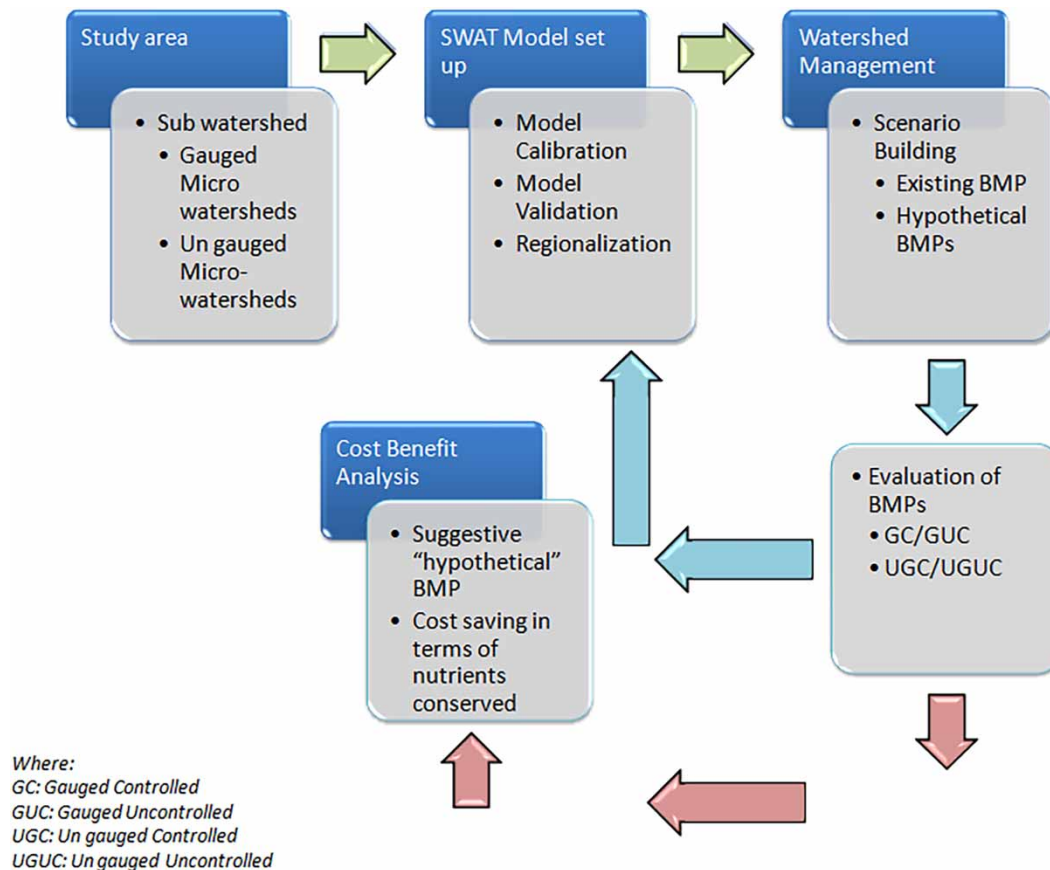 Study area
• Sub watershed
• Gauged
Micro
watersheds
• Un gauged
Micro-
watersheds
SWAT Model set
up
• Model
Calibration
• Model
Validation
• Regionalization
Watershed
Management
• Scenario
Building
• Existing BMP
• Hypothetical
BMPs
• Evaluation of
BMPs
• GC/GUC
• UGC/UGUC
Cost Benefit
Analysis
• Suggestive
“hypothetical”
BMP
• Cost saving in
terms of
nutrients
conserved
Where:
GC: Gauged Controlled
GUC: Gauged Uncontrolled
UGC: Un gauged Controlled
UGUC: Un gauged Uncontrolled